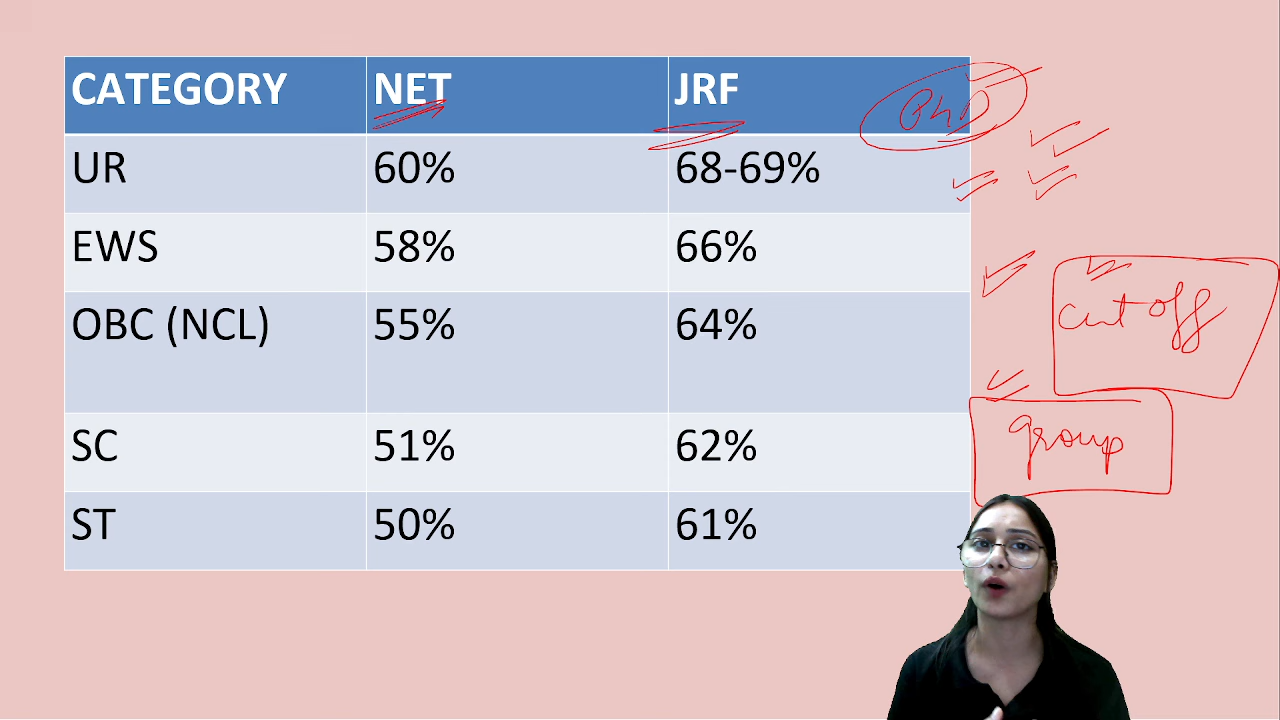 CATEGORY NET JRF PhD
UR 60% 68-69%
EWS 58% 66%
OBC (NCL) 55% 64%
cut off
SC 51% 62%
group
ST 50% 61%